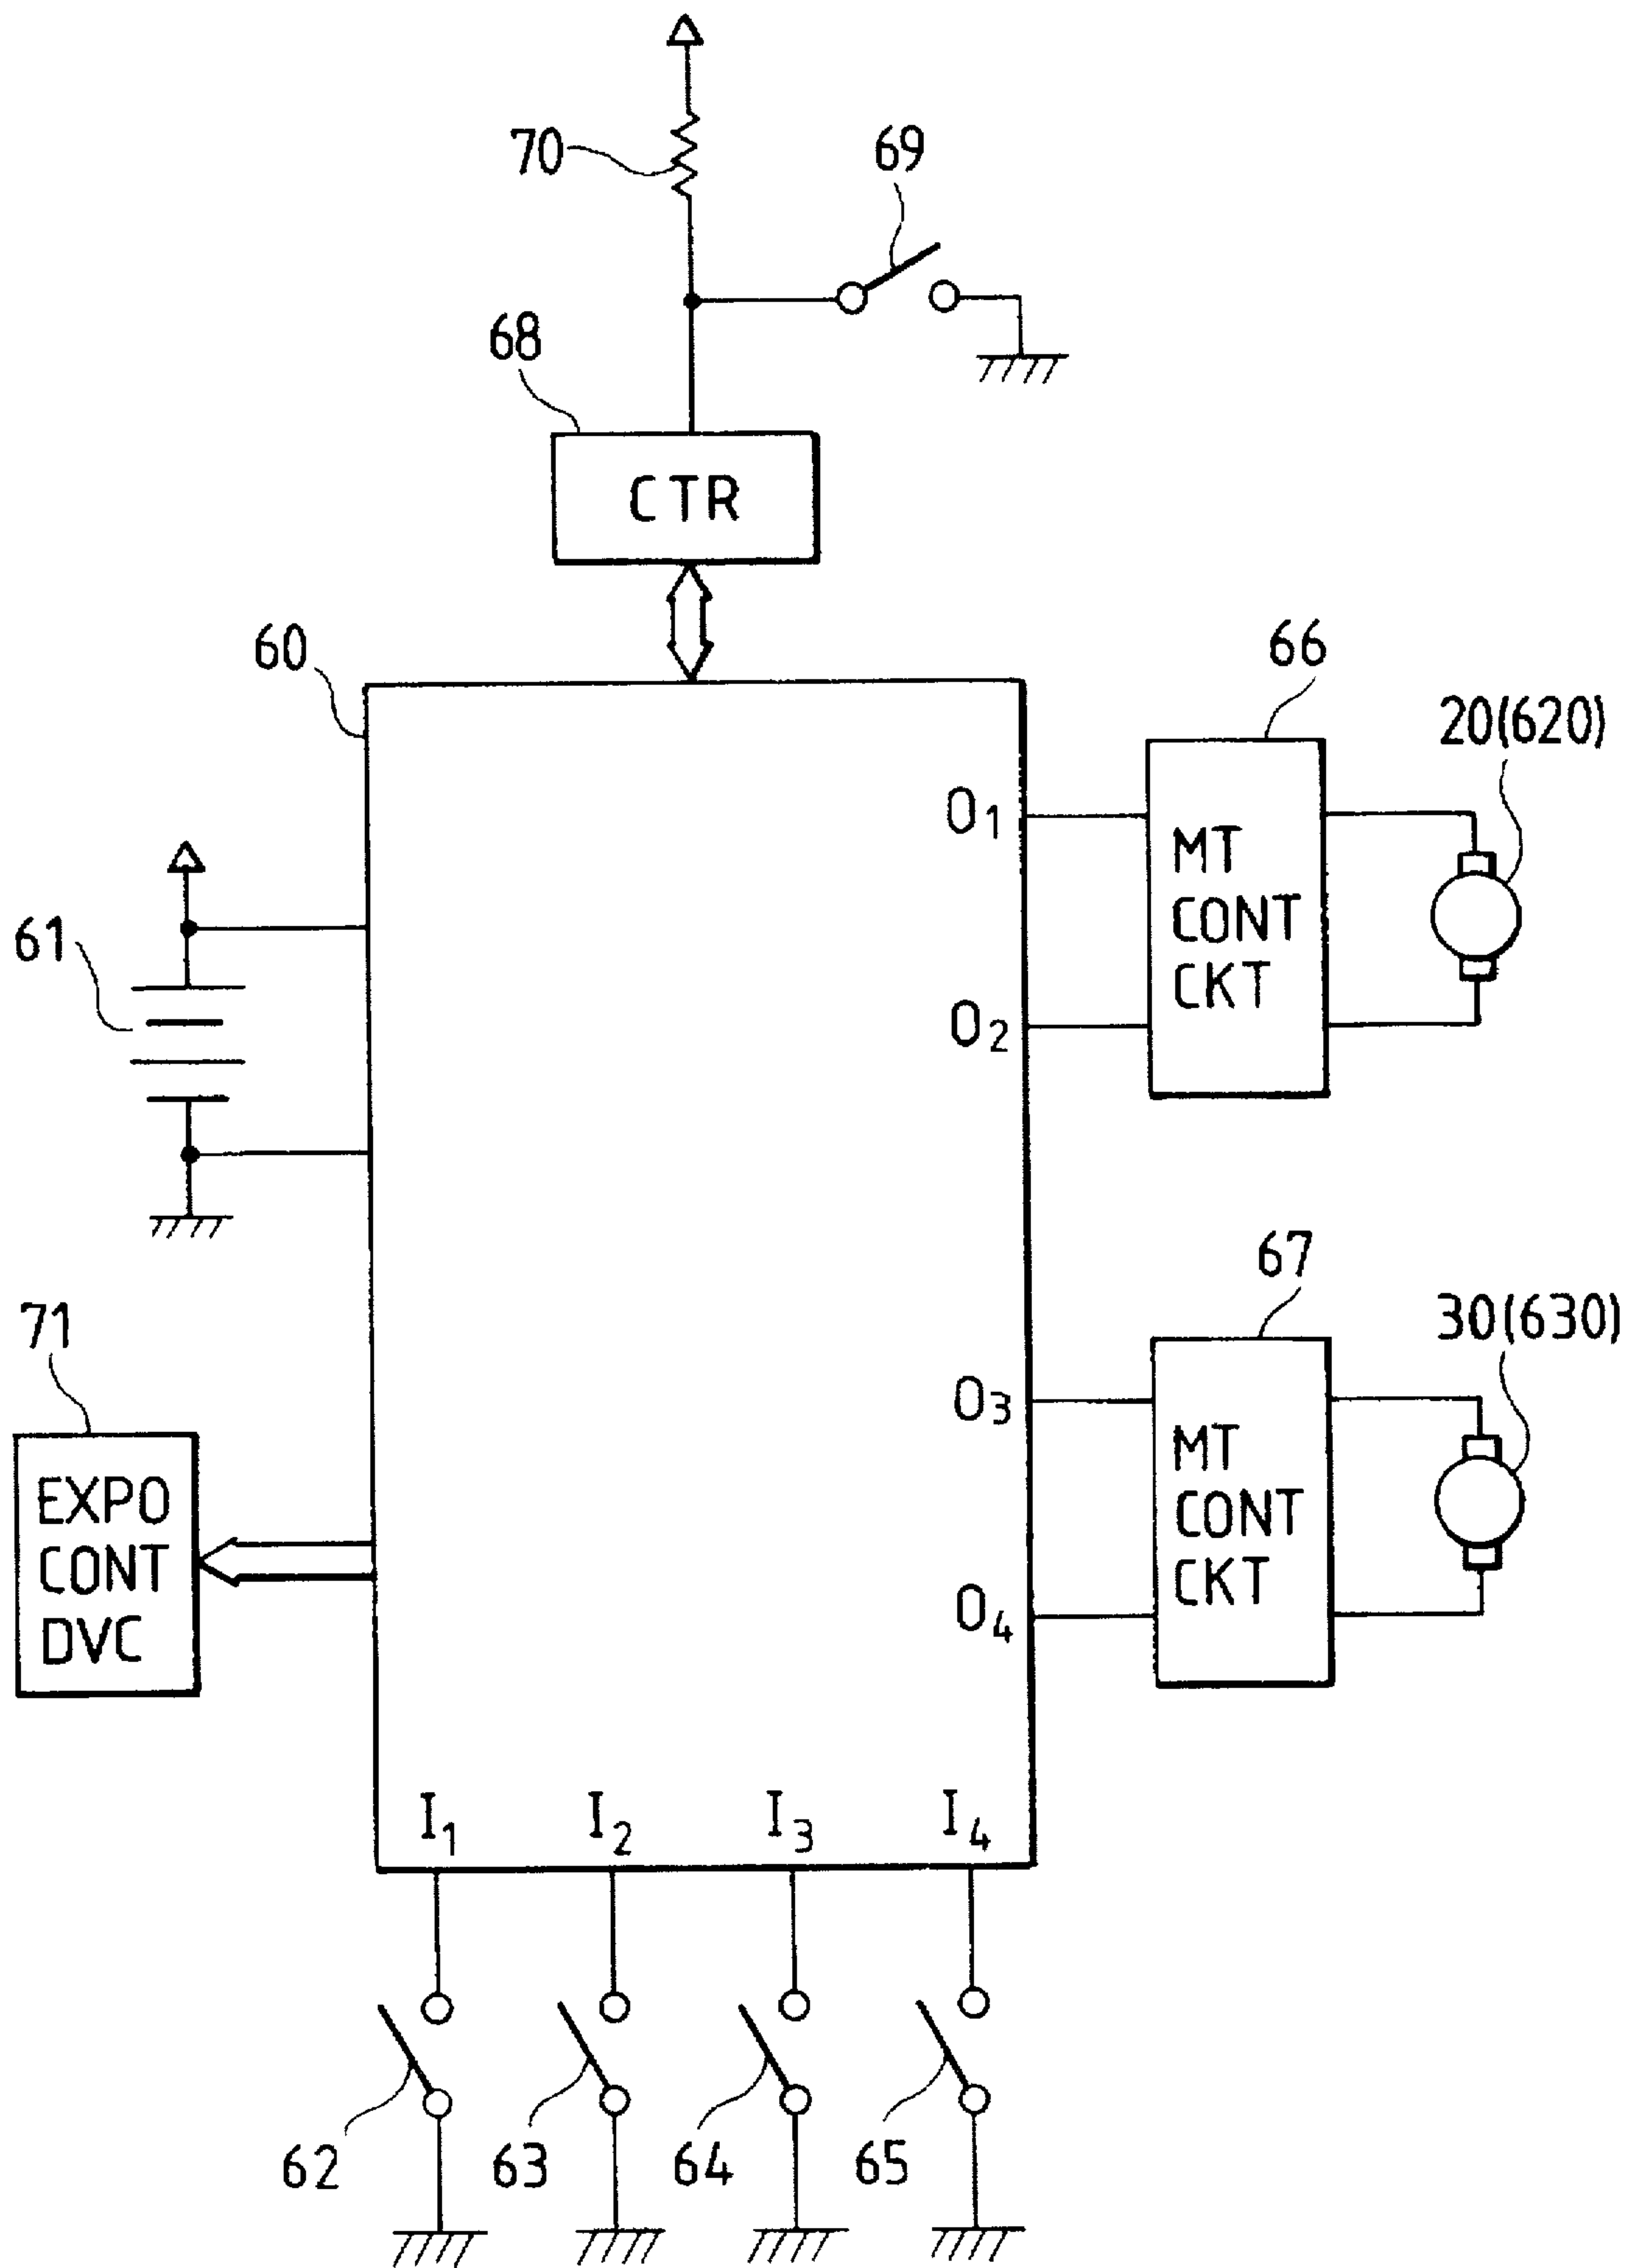 70
69
68
CTR
60
66
20(620)
O1
MT
CONT
CKT
61
O2
67
71
30(630)
O3
MT
CONT
CKT
EXPO
CONT
DVC
O4
I1 I2 I3 I4
62 63 64 65